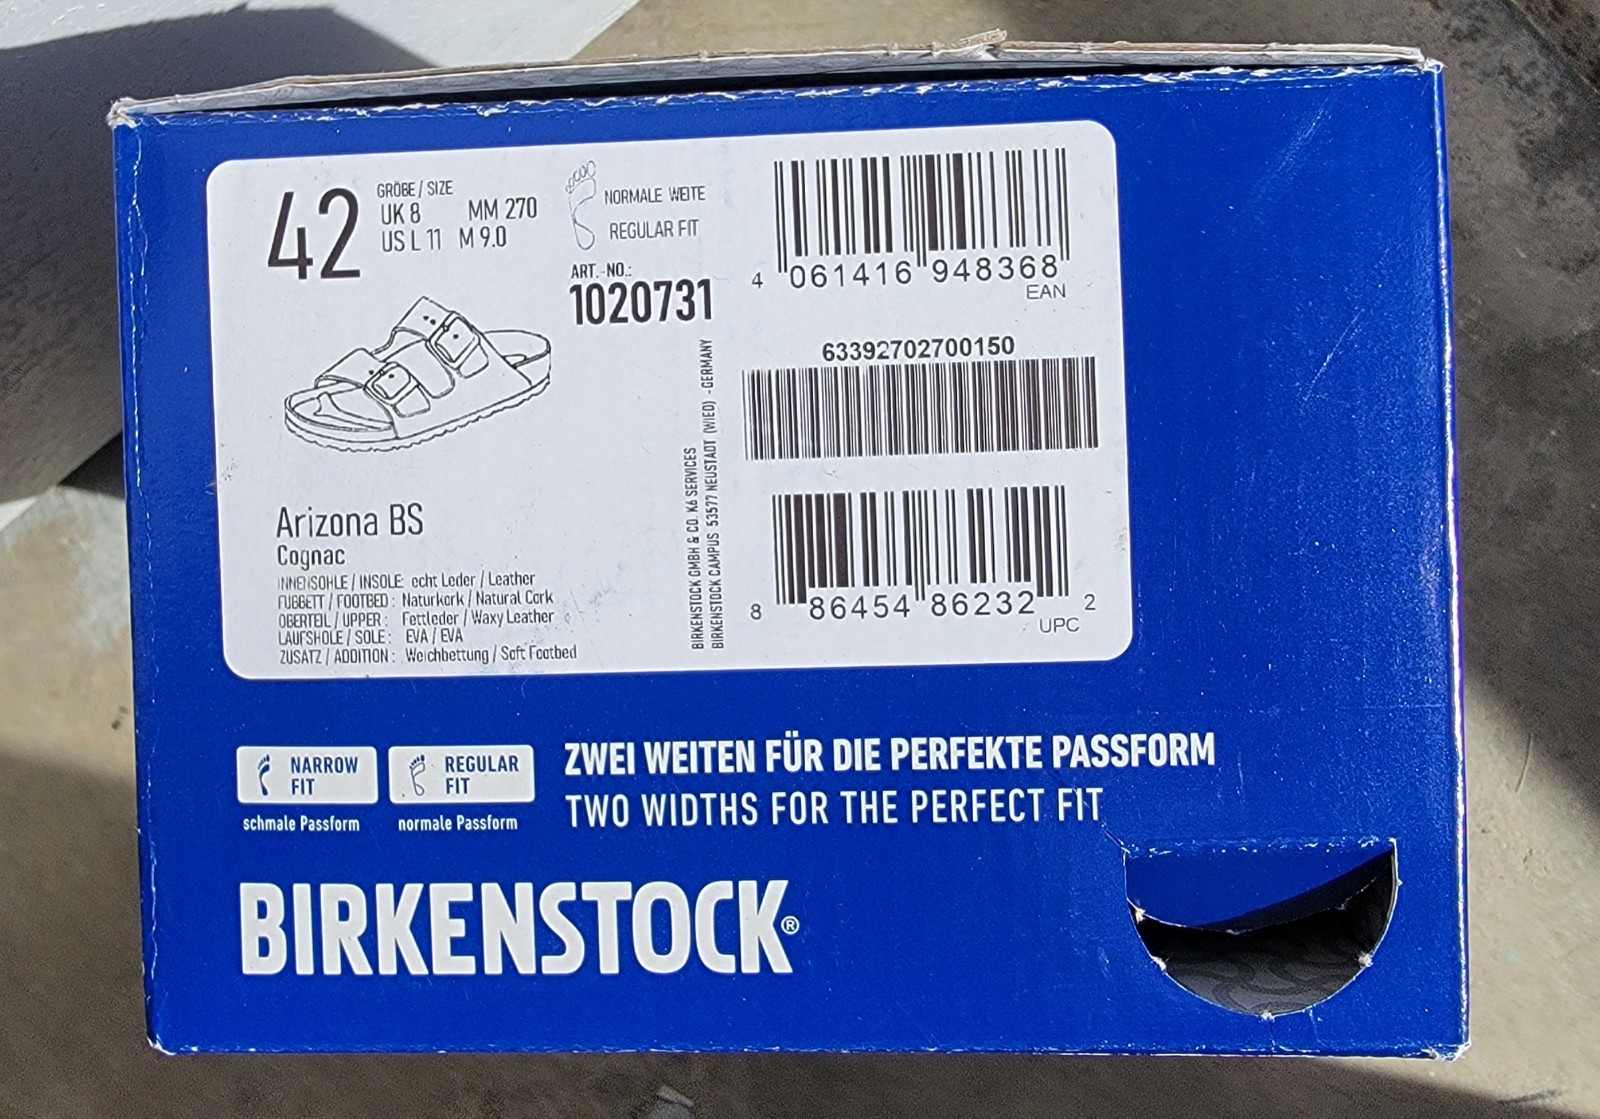 42
GRÖßE / SIZE
UK 8 MM 270
US L 11 M 9.0
NORMALE WEITE
REGULAR FIT
ART.-NO.:
1020731
4 061416 948368
EAN
63392702700150
8 86454 86232 2
UPC
BIRKENSTOCK GMBH & CO. KG SERVICES
BIRKENSTOCK CAMPUS 53577 NEUSTADT (WIED) - GERMANY
Arizona BS
Cognac
INNENSOHLE / INSOLE: echt Leder / Leather
FUßBETT / FOOTBED : Naturkork / Natural Cork
OBERTEIL / UPPER : Fettleder / Waxy Leather
LAUFSHOLE / SOLE : EVA / EVA
ZUSATZ / ADDITION : Weichbettung / Soft Footbed
NARROW FIT
schmale Passform
REGULAR FIT
normale Passform
ZWEI WEITEN FÜR DIE PERFEKTE PASSFORM
TWO WIDTHS FOR THE PERFECT FIT
BIRKENSTOCK®